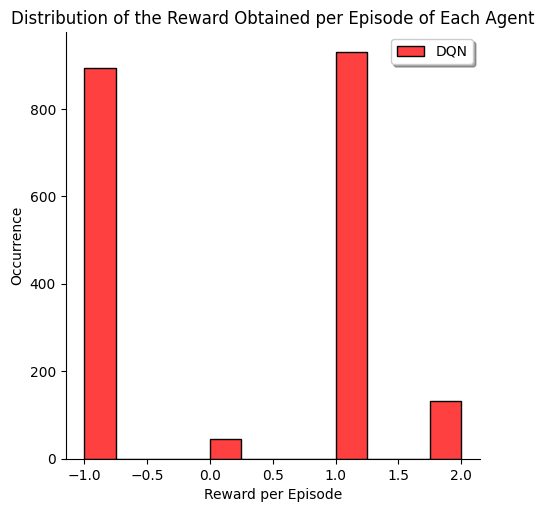 Distribution of the Reward Obtained per Episode of Each Agent
DQN
800
600
400
200
0
Occurrence
−1.0 −0.5 0.0 0.5 1.0 1.5 2.0
Reward per Episode